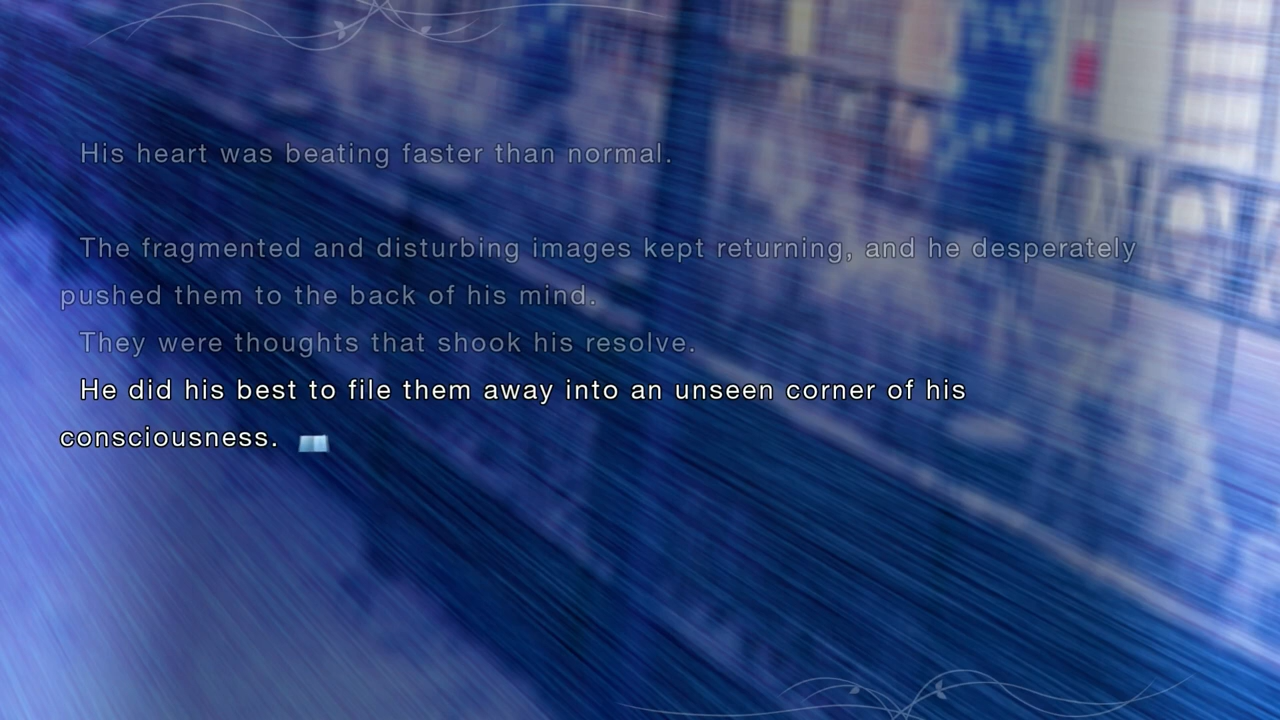 His heart was beating faster than normal.
The fragmented and disturbing images kept returning, and he desperately
pushed them to the back of his mind.
They were thoughts that shook his resolve.
He did his best to file them away into an unseen corner of his
consciousness.